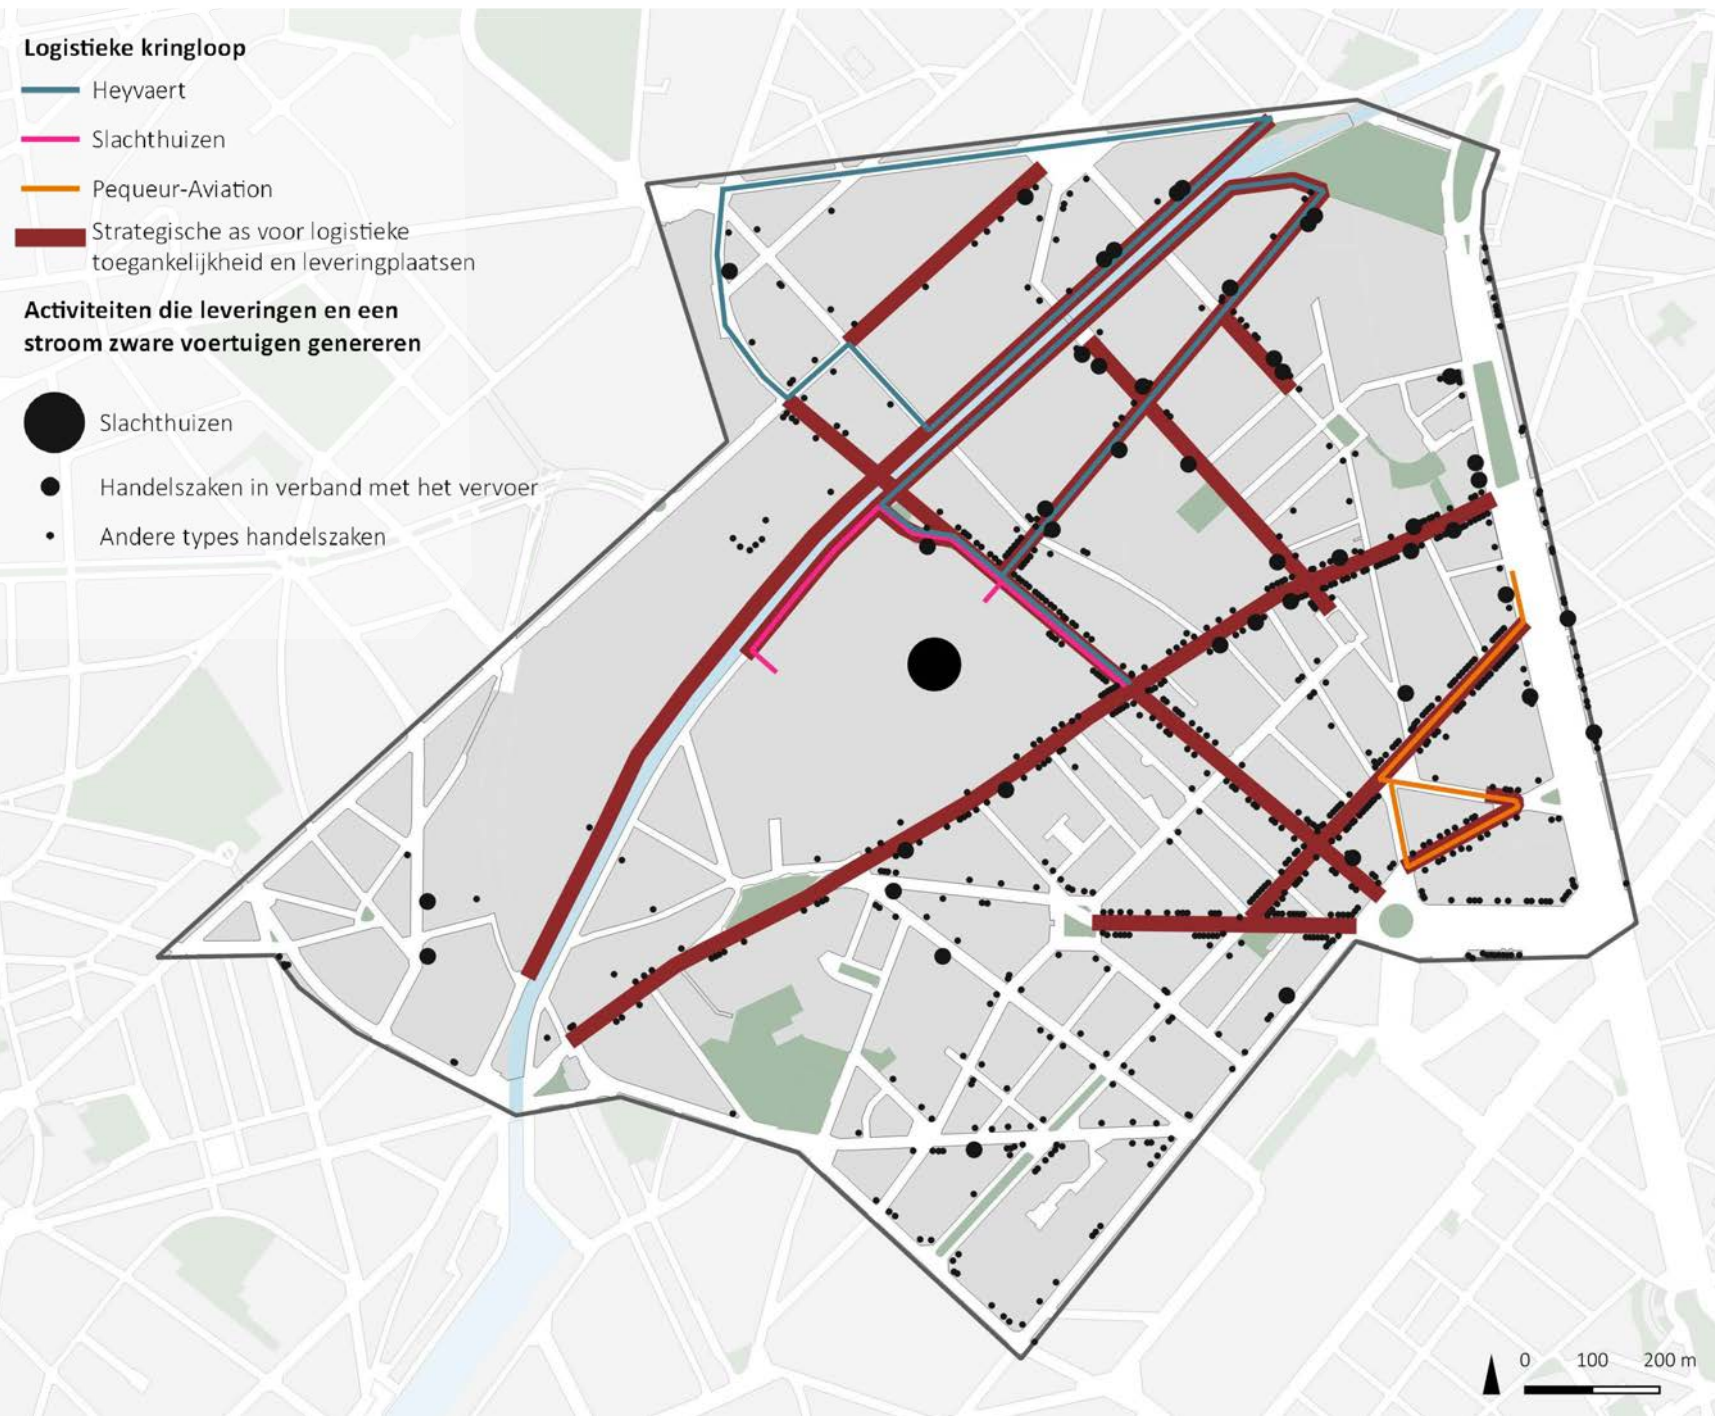 Logistieke kringloop
Heyvaert
Slachthuizen
Pequeur-Aviation
Strategische as voor logistieke
toegankelijkheid en leveringplaatsen
Activiteiten die leveringen en een
stroom zware voertuigen genereren
Slachthuizen
Handelszaken in verband met het vervoer
Andere types handelszaken
0 100 200 m